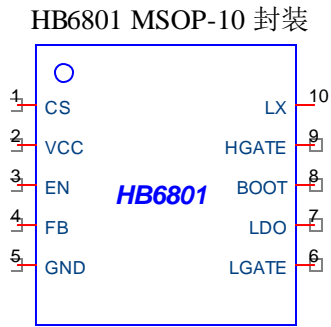 HB6801 MSOP-10 封装
1 CS LX 10
2 VCC HGATE 9
3 EN BOOT 8
HB6801
4 FB LDO 7
5 GND LGATE 6